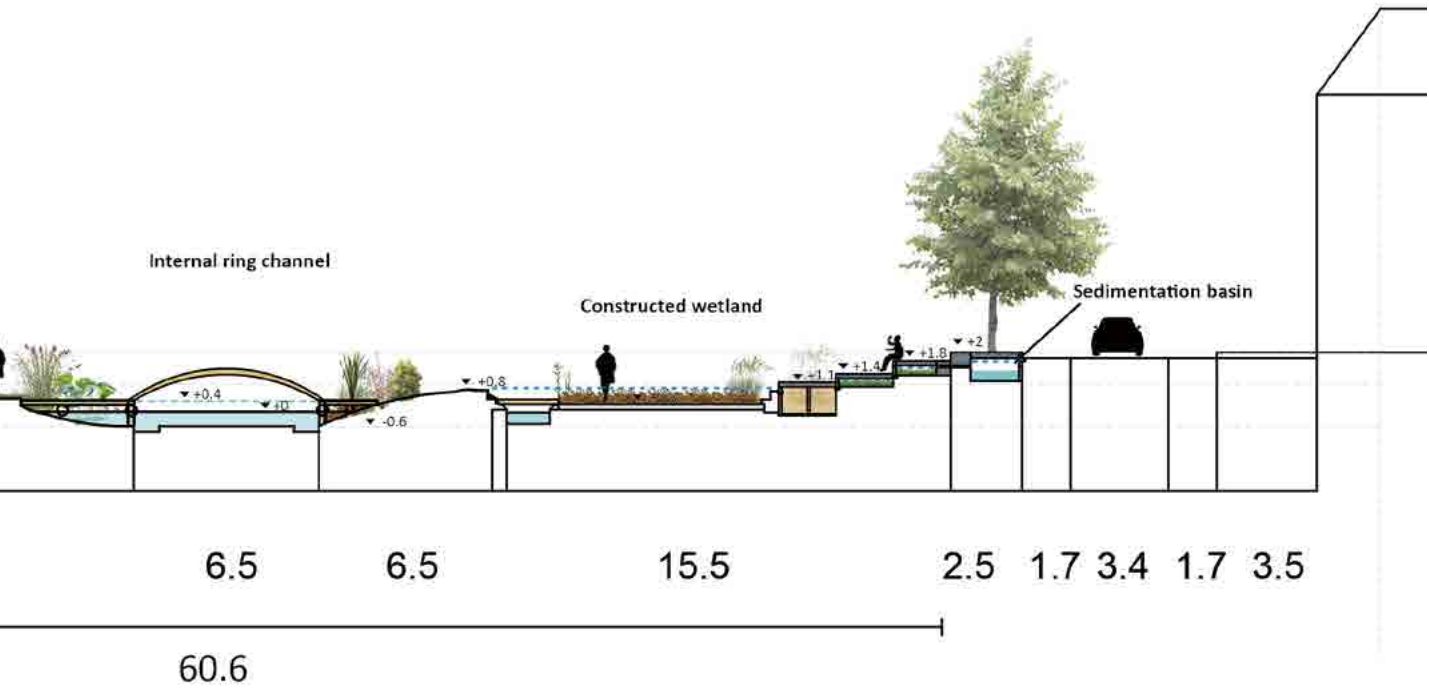 Internal ring channel
Constructed wetland
Sedimentation basin
+2
+1.8
+1.4
+1.1
+0.8
+0.4
+0
-0.6
6.5 6.5 15.5 2.5 1.7 3.4 1.7 3.5
60.6